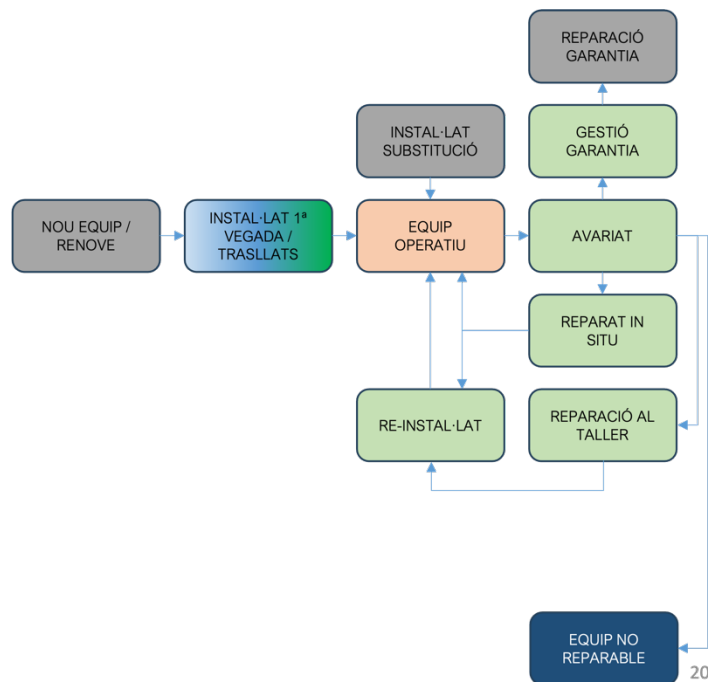 REPARACIÓ
GARANTIA
INSTAL·LAT
SUBSTITUCIÓ
GESTIÓ
GARANTIA
NOU EQUIP /
RENOVE
INSTAL·LAT 1ª
VEGADA /
TRASLLATS
EQUIP
OPERATIU
AVARIAT
REPARAT IN
SITU
RE-INSTAL·LAT
REPARACIÓ AL
TALLER
EQUIP NO
REPARABLE
20